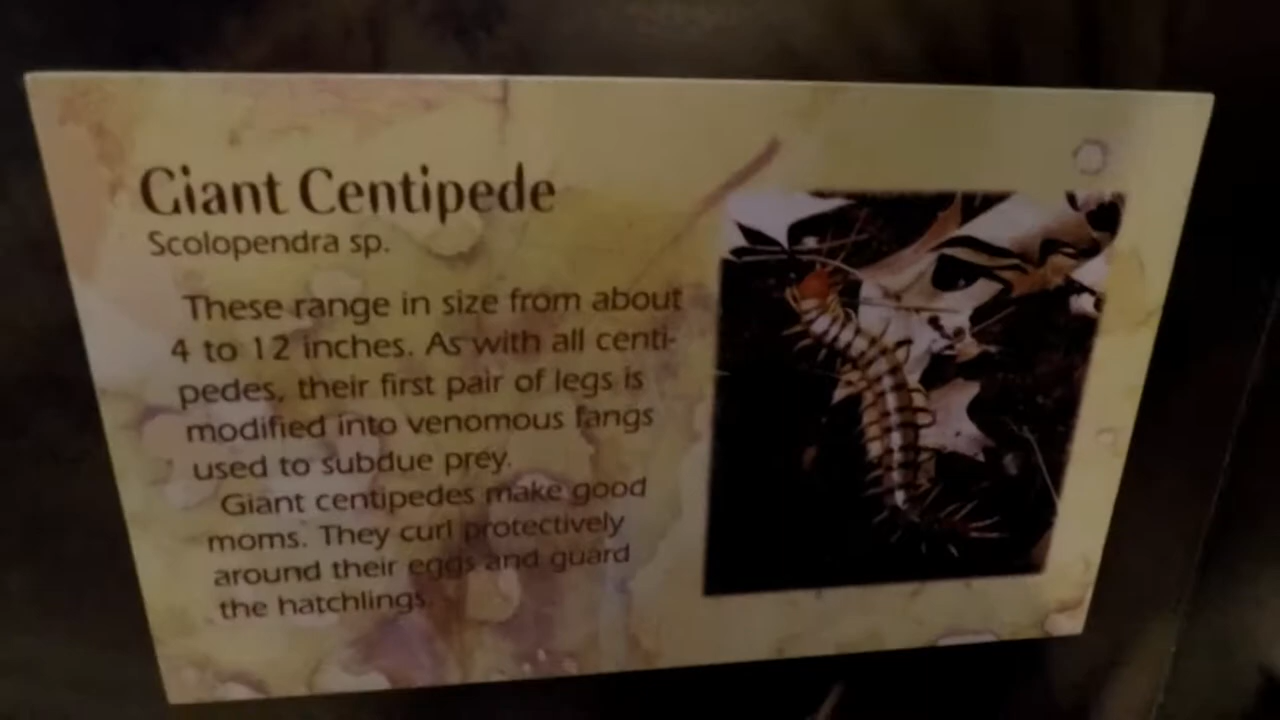 Giant Centipede
Scolopendra sp.
These range in size from about
4 to 12 inches. As with all centi-
pedes, their first pair of legs is
modified into venomous fangs
used to subdue prey.
Giant centipedes make good
moms. They curl protectively
around their eggs and guard
the hatchlings.